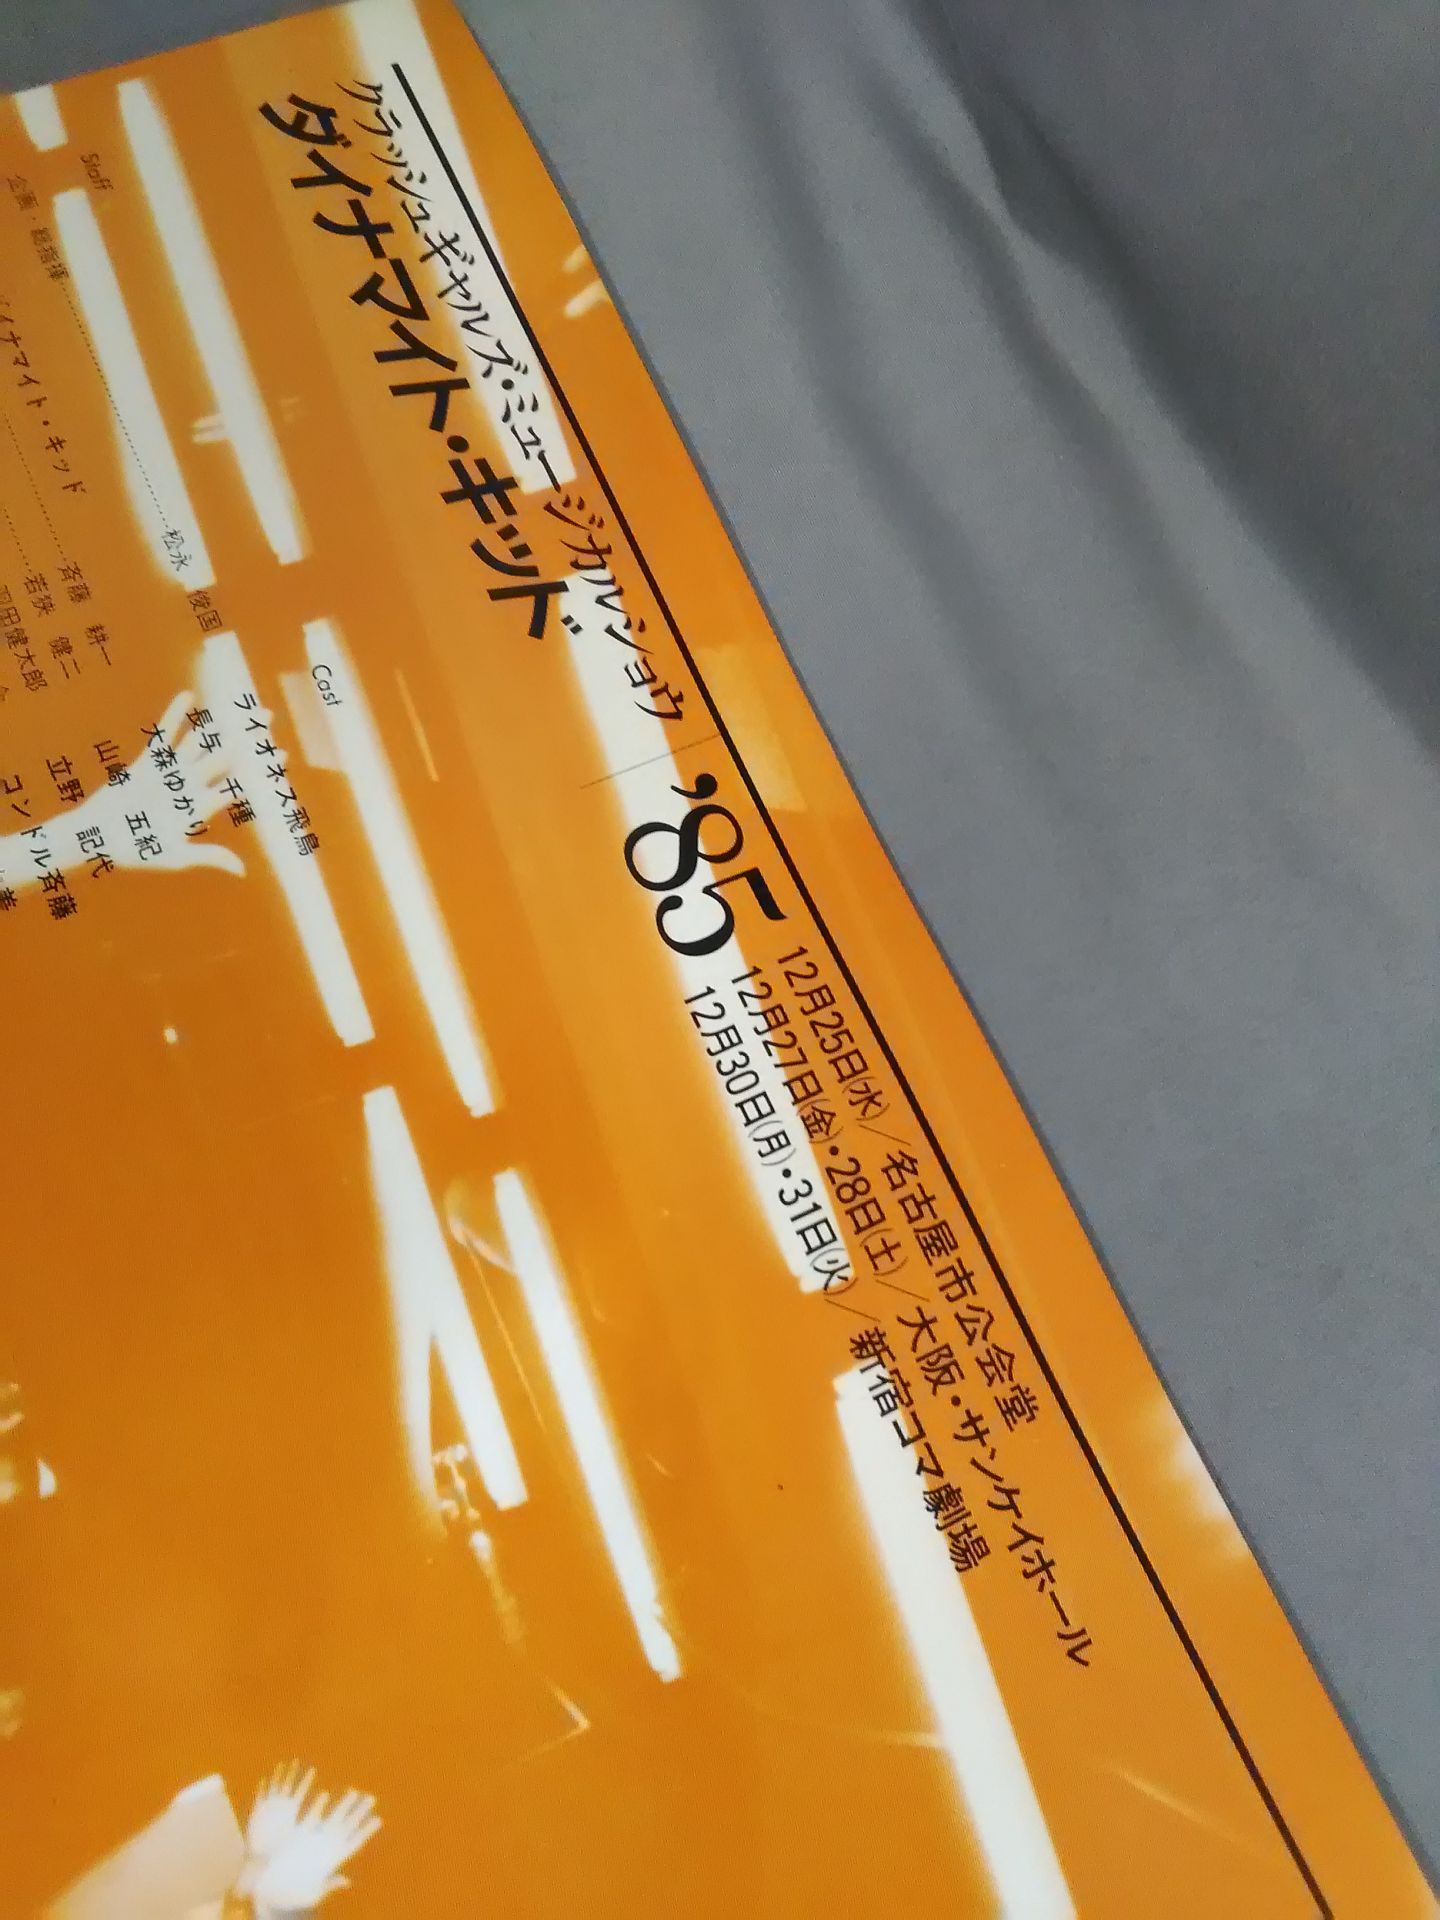 クラッシュギャルズ・ミュージカルショウ
ダイナマイト・キッド
'85
12月25日(水)/名古屋市公会堂
12月27日(金)・28日(土)/大阪・サンケイホール
12月30日(月)・31日(火)/新宿コマ劇場
Staff
企画・総指揮……松永 俊国
イナマイト・キッド
斉藤 耕一
若狭 健二
羽田健太郎
Cast
ライオネス飛鳥
長与 千種
大森ゆかり
山崎 五紀
立野 記代
コンドル斉藤